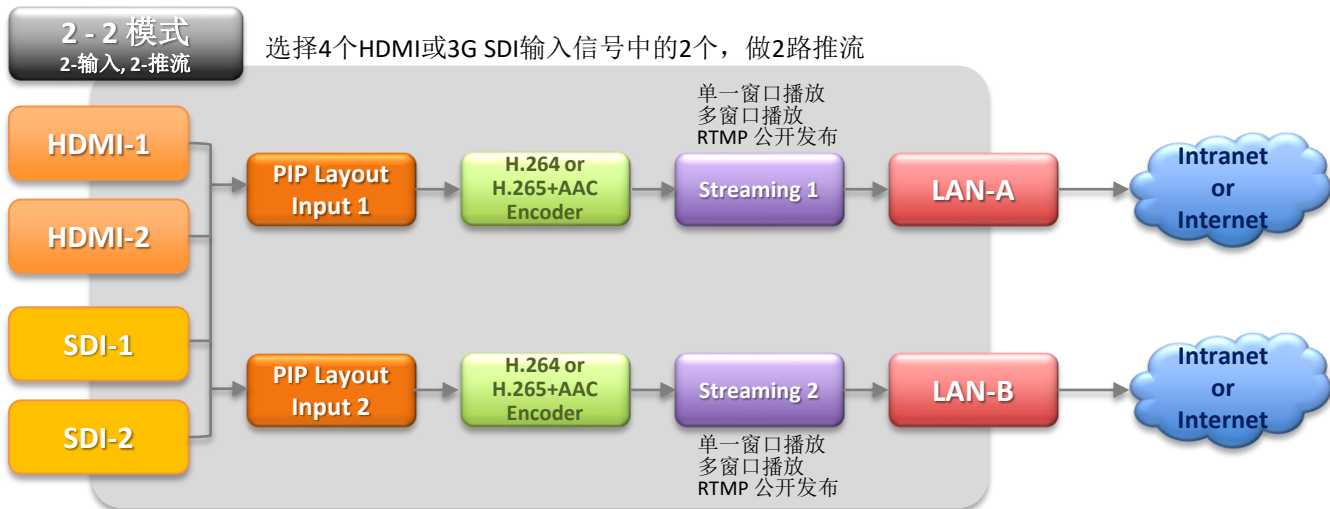 2 - 2 模式
2-输入, 2-推流
选择4个HDMI或3G SDI输入信号中的2个，做2路推流
单一窗口播放
多窗口播放
RTMP 公开发布
HDMI-1
HDMI-2
SDI-1
SDI-2
PIP Layout
Input 1
H.264 or
H.265+AAC
Encoder
Streaming 1
LAN-A
Intranet
or
Internet
PIP Layout
Input 2
H.264 or
H.265+AAC
Encoder
Streaming 2
LAN-B
Intranet
or
Internet
单一窗口播放
多窗口播放
RTMP 公开发布